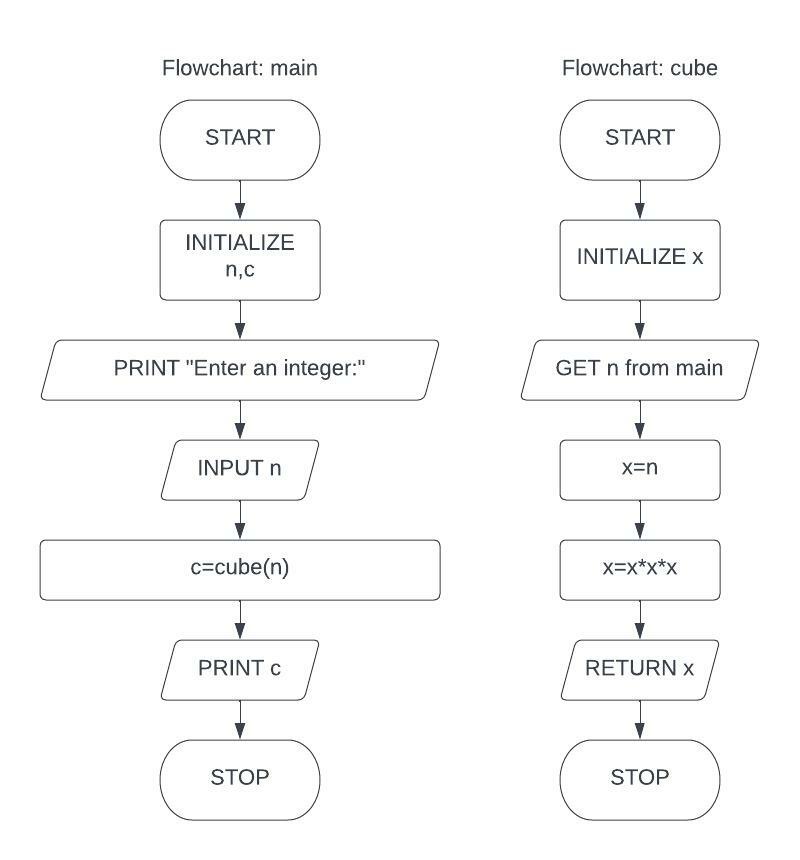 Flowchart: main
START
INITIALIZE
n,c
PRINT "Enter an integer:"
INPUT n
c=cube(n)
PRINT c
STOP
Flowchart: cube
START
INITIALIZE x
GET n from main
x=n
x=x*x*x
RETURN x
STOP